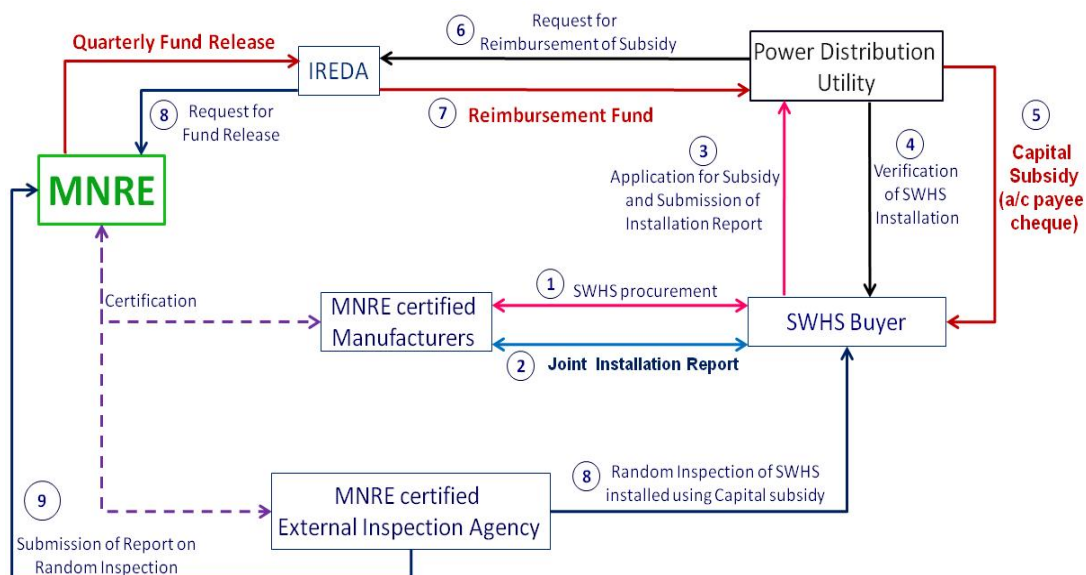 6
Request for
Reimbursement of Subsidy
Quarterly Fund Release
IREDA
Power Distribution
Utility
8
Request for
Fund Release
7
Reimbursement Fund
5
Capital
Subsidy
(a/c payee
cheque)
MNRE
3
Application for Subsidy
and Submission of
Installation Report
4
Verification
of SWHS
Installation
Certification
MNRE certified
Manufacturers
1
SWHS procurement
2
Joint Installation Report
SWHS Buyer
9
Submission of Report on
Random Inspection
MNRE certified
External Inspection Agency
8
Random Inspection of SWHS
installed using Capital subsidy